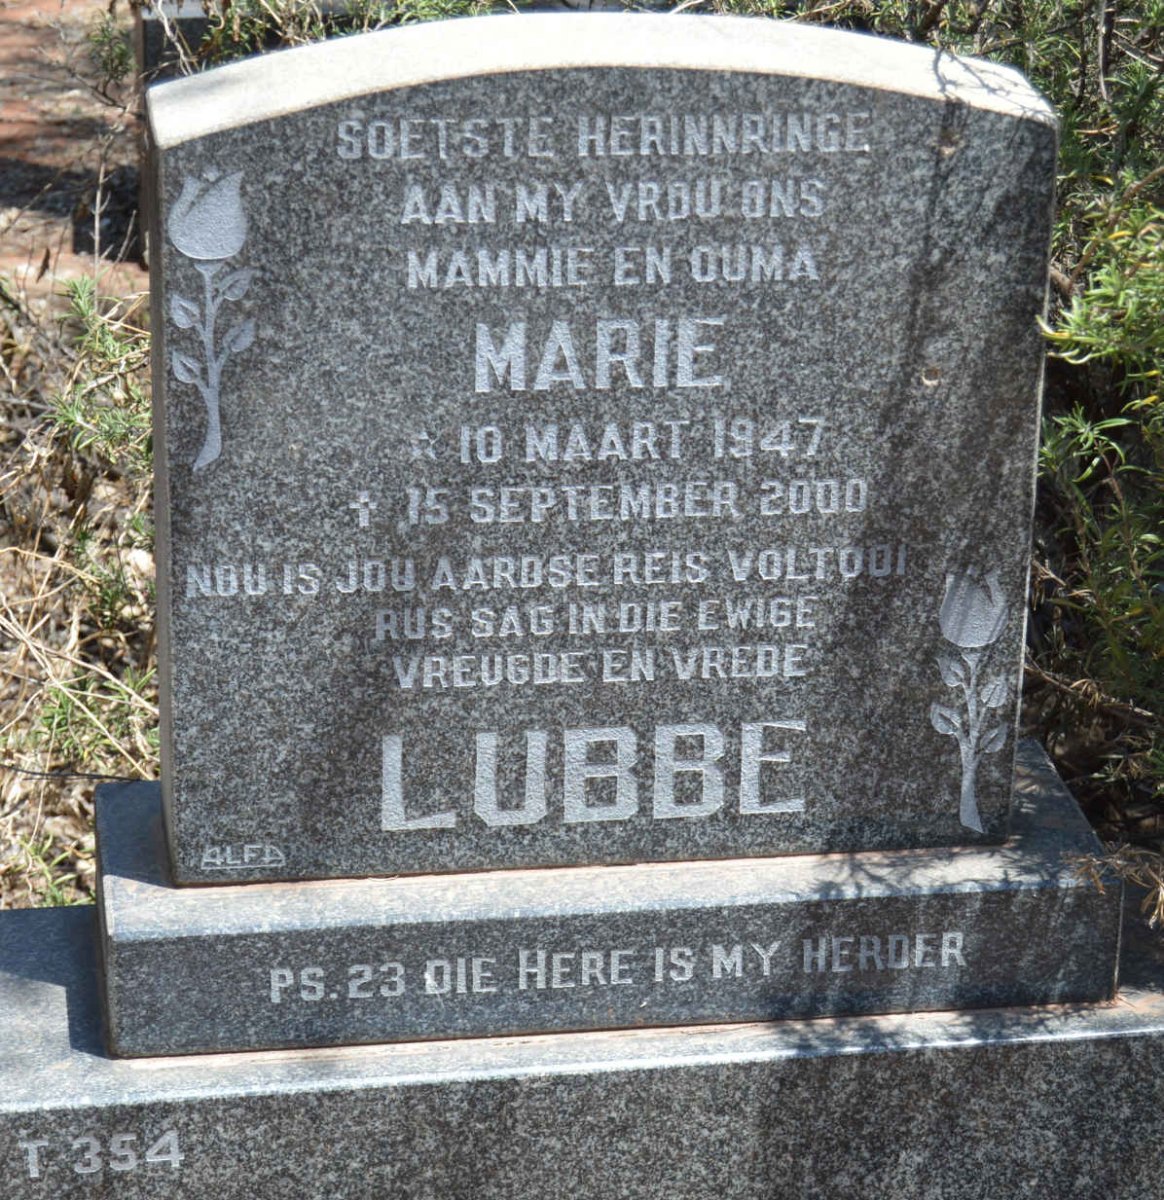 SOETSTE HERINNRINGE
AAN MY VROU ONS
MAMMIE EN OUMA
MARIE
☆ 10 MAART 1947
✝ 15 SEPTEMBER 2000
NOU IS JOU AARDSE REIS VOLTOOI
RUS SAG IN DIE EWIGE
VREUGDE EN VREDE
LUBBE
ALFA
PS. 23 DIE HERE IS MY HERDER
T 354